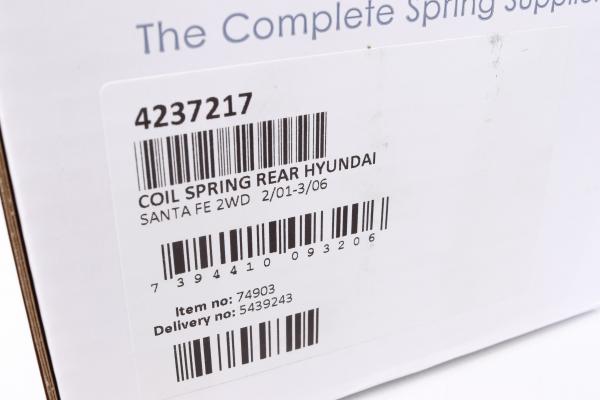 The Complete Spring Supplier
4237217
COIL SPRING REAR HYUNDAI
SANTA FE 2WD 2/01-3/06
7 394410 093206
Item no: 74903
Delivery no: 5439243